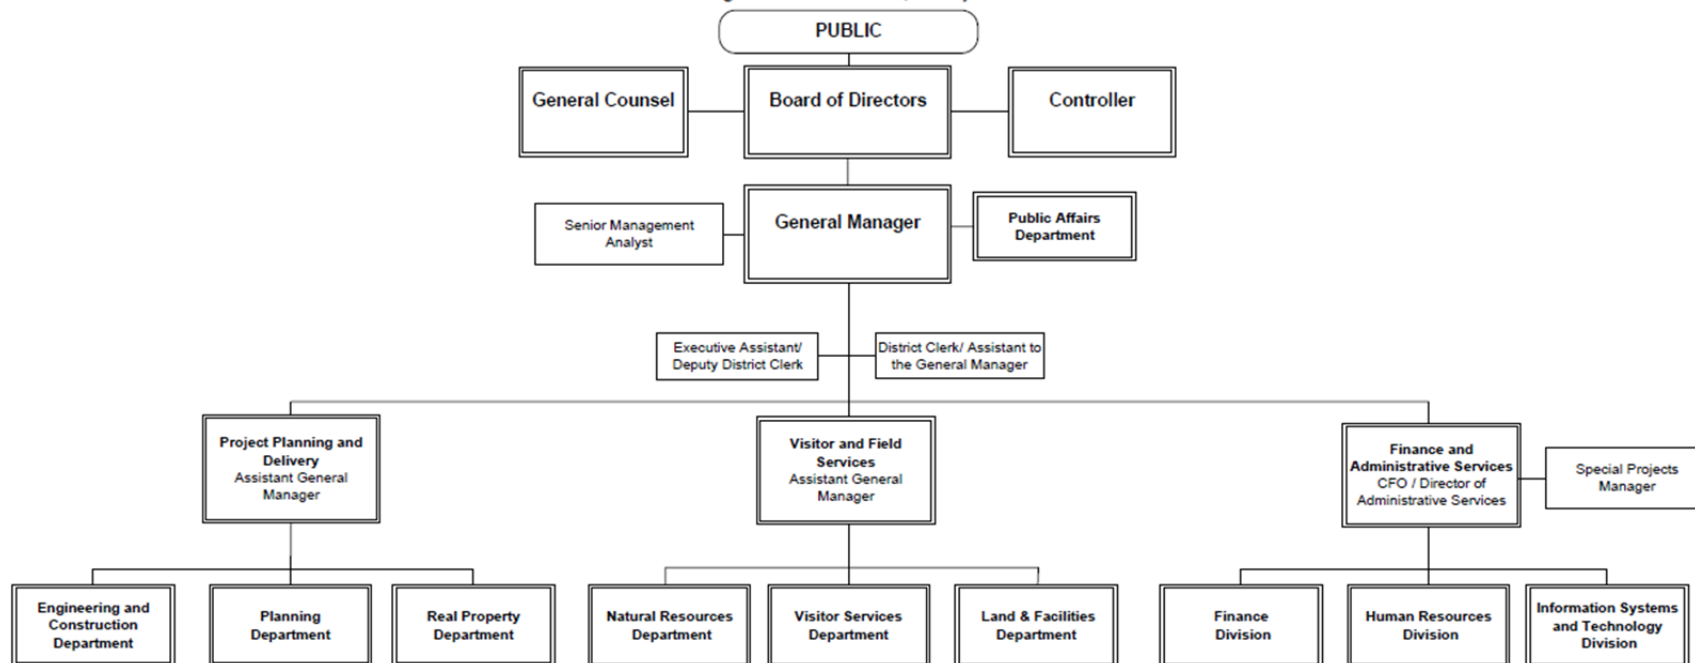 PUBLIC
General Counsel
Board of Directors
Controller
Senior Management
Analyst
General Manager
Public Affairs
Department
Executive Assistant/
Deputy District Clerk
District Clerk/ Assistant to
the General Manager
Project Planning and
Delivery
Assistant General
Manager
Visitor and Field
Services
Assistant General
Manager
Finance and
Administrative Services
CFO / Director of
Administrative Services
Special Projects
Manager
Engineering and
Construction
Department
Planning
Department
Real Property
Department
Natural Resources
Department
Visitor Services
Department
Land & Facilities
Department
Finance
Division
Human Resources
Division
Information Systems
and Technology
Division